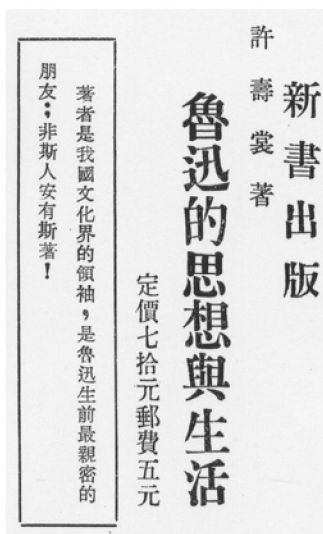 新書出版
許壽裳著
魯迅的思想與生活
定價七拾元郵費五元
著者是我國文化界的領袖，是魯迅生前最親密的
朋友；非斯人安有斯著！